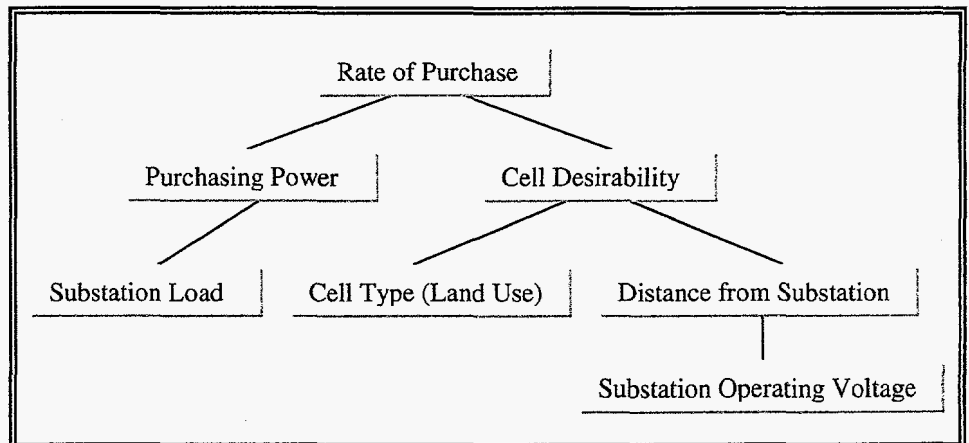 Rate of Purchase
Purchasing Power
Cell Desirability
Substation Load
Cell Type (Land Use)
Distance from Substation
Substation Operating Voltage